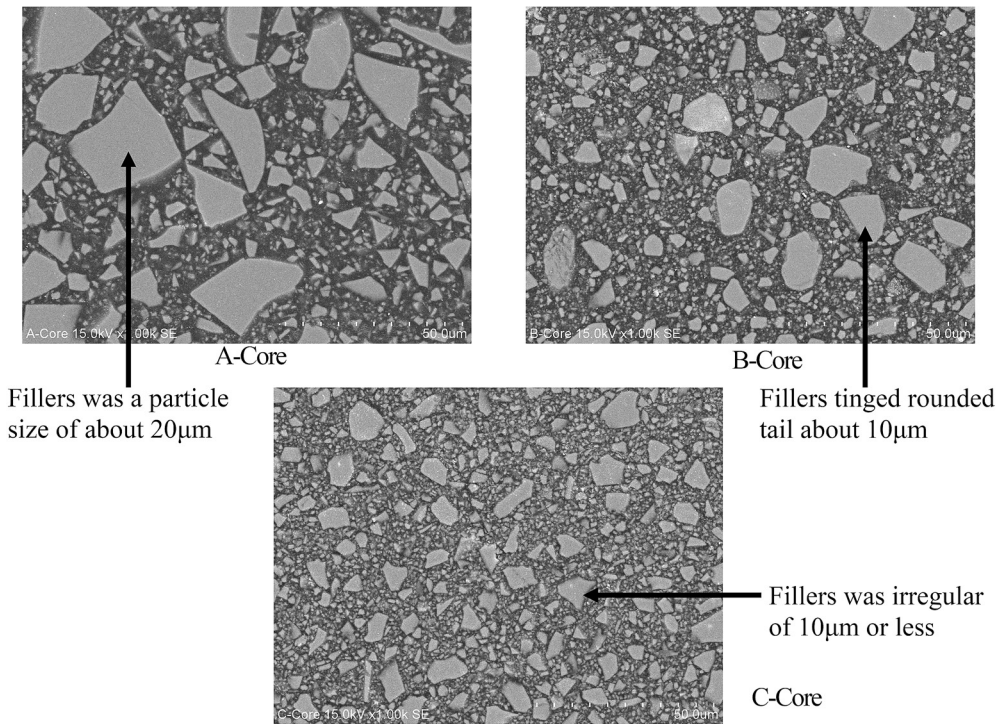 A-Core 15.0kV x1.00k SE
50.0um
B-Core 15.0kV x1.00k SE
50.0um
A-Core
B-Core
Fillers was a particle
size of about 20μm
Fillers tinged rounded
tail about 10μm
Fillers was irregular
of 10μm or less
C-Core
C-Core 15.0kV x1.00k SE
50.0um